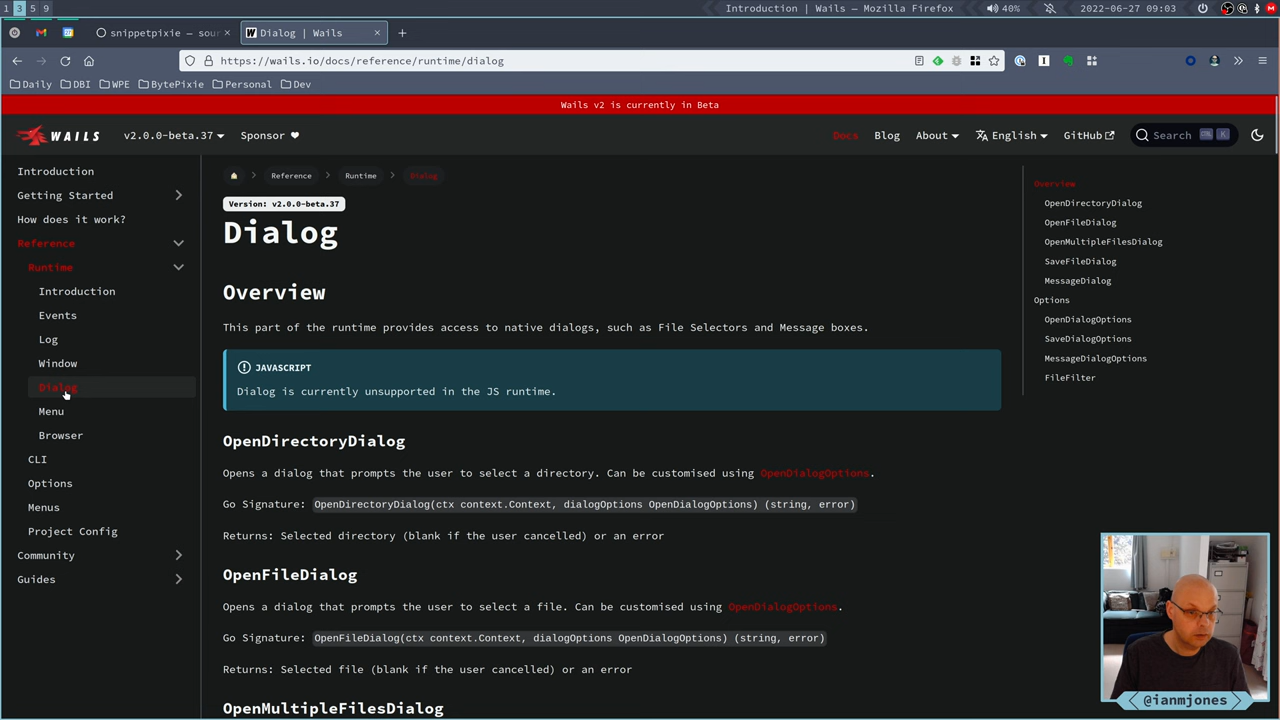 1 3 5 9
Introduction | Wails — Mozilla Firefox
40%
2022-06-27 09:03
snippetpixie — sour
Dialog | Wails
https://wails.io/docs/reference/runtime/dialog
Daily
DBI
WPE
BytePixie
Personal
Dev
Wails v2 is currently in Beta
WAILS
v2.0.0-beta.37
Sponsor ❤
Docs
Blog
About
English
GitHub
Search
K
Introduction
Getting Started
How does it work?
Reference
Runtime
Introduction
Events
Log
Window
Dialog
Menu
Browser
CLI
Options
Menus
Project Config
Community
Guides
Reference
Runtime
Dialog
Version: v2.0.0-beta.37
Dialog
Overview
This part of the runtime provides access to native dialogs, such as File Selectors and Message boxes.
JAVASCRIPT
Dialog is currently unsupported in the JS runtime.
OpenDirectoryDialog
Opens a dialog that prompts the user to select a directory. Can be customised using OpenDialogOptions.
Go Signature: OpenDirectoryDialog(ctx context.Context, dialogOptions OpenDialogOptions) (string, error)
Returns: Selected directory (blank if the user cancelled) or an error
OpenFileDialog
Opens a dialog that prompts the user to select a file. Can be customised using OpenDialogOptions.
Go Signature: OpenFileDialog(ctx context.Context, dialogOptions OpenDialogOptions) (string, error)
Returns: Selected file (blank if the user cancelled) or an error
OpenMultipleFilesDialog
Overview
OpenDirectoryDialog
OpenFileDialog
OpenMultipleFilesDialog
SaveFileDialog
MessageDialog
Options
OpenDialogOptions
SaveDialogOptions
MessageDialogOptions
FileFilter
@ianmjones